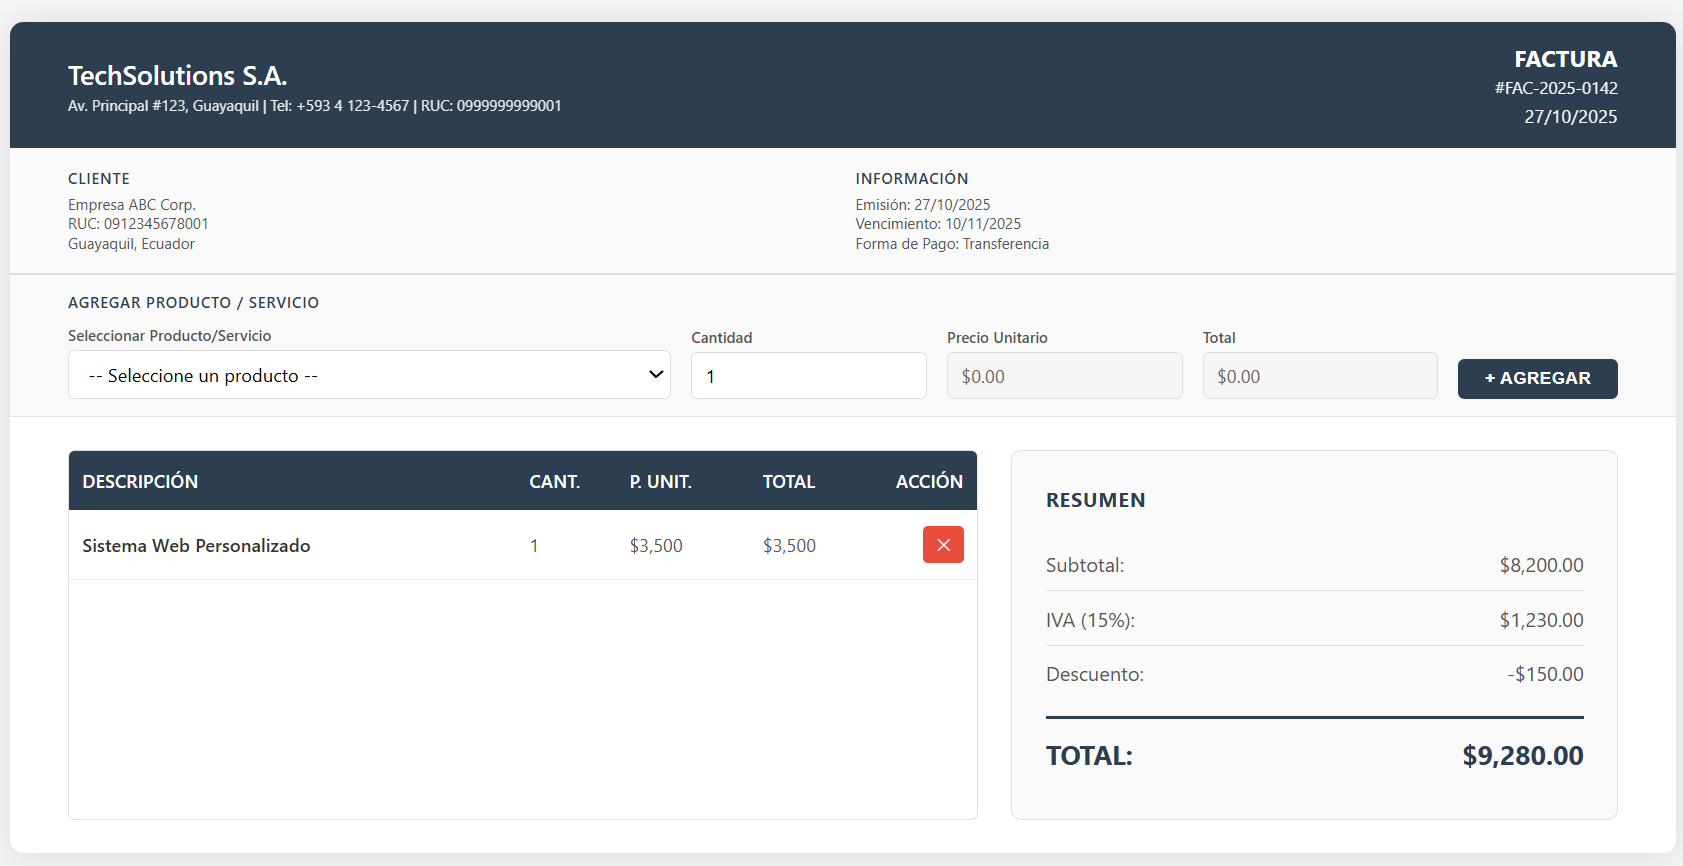 TechSolutions S.A.
Av. Principal #123, Guayaquil | Tel: +593 4 123-4567 | RUC: 0999999999001
FACTURA
#FAC-2025-0142
27/10/2025
CLIENTE
Empresa ABC Corp.
RUC: 0912345678001
Guayaquil, Ecuador
INFORMACIÓN
Emisión: 27/10/2025
Vencimiento: 10/11/2025
Forma de Pago: Transferencia
AGREGAR PRODUCTO / SERVICIO
Seleccionar Producto/Servicio
-- Seleccione un producto --
Cantidad
1
Precio Unitario
$0.00
Total
$0.00
+ AGREGAR
DESCRIPCIÓN CANT. P. UNIT. TOTAL ACCIÓN
Sistema Web Personalizado 1 $3,500 $3,500
RESUMEN
Subtotal: $8,200.00
IVA (15%): $1,230.00
Descuento: -$150.00
TOTAL: $9,280.00